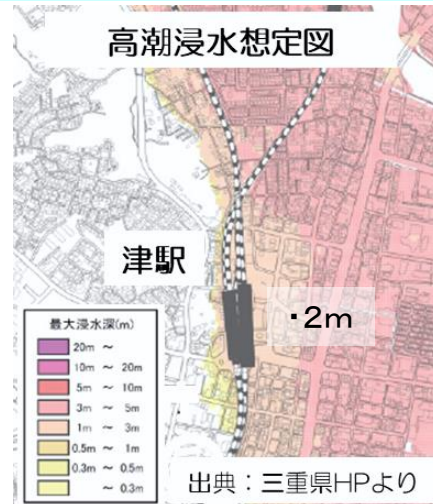 高潮浸水想定図
津駅
・2m
最大浸水深(m)
20m ～
10m ～ 20m
5m ～ 10m
3m ～ 5m
1m ～ 3m
0.5m ～ 1m
0.3m ～ 0.5m
～ 0.3m
出典：三重県HPより